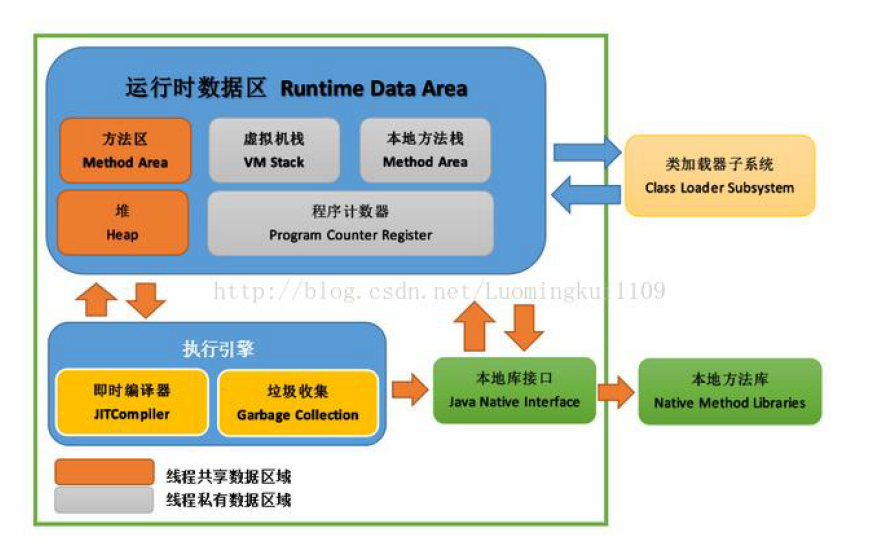 运行时数据区 Runtime Data Area
方法区
Method Area
虚拟机栈
VM Stack
本地方法栈
Method Area
堆
Heap
程序计数器
Program Counter Register
类加载器子系统
Class Loader Subsystem
http://blog.csdn.net/Luomingkui1109
执行引擎
即时编译器
JITCompiler
垃圾收集
Garbage Collection
本地库接口
Java Native Interface
本地方法库
Native Method Libraries
线程共享数据区域
线程私有数据区域